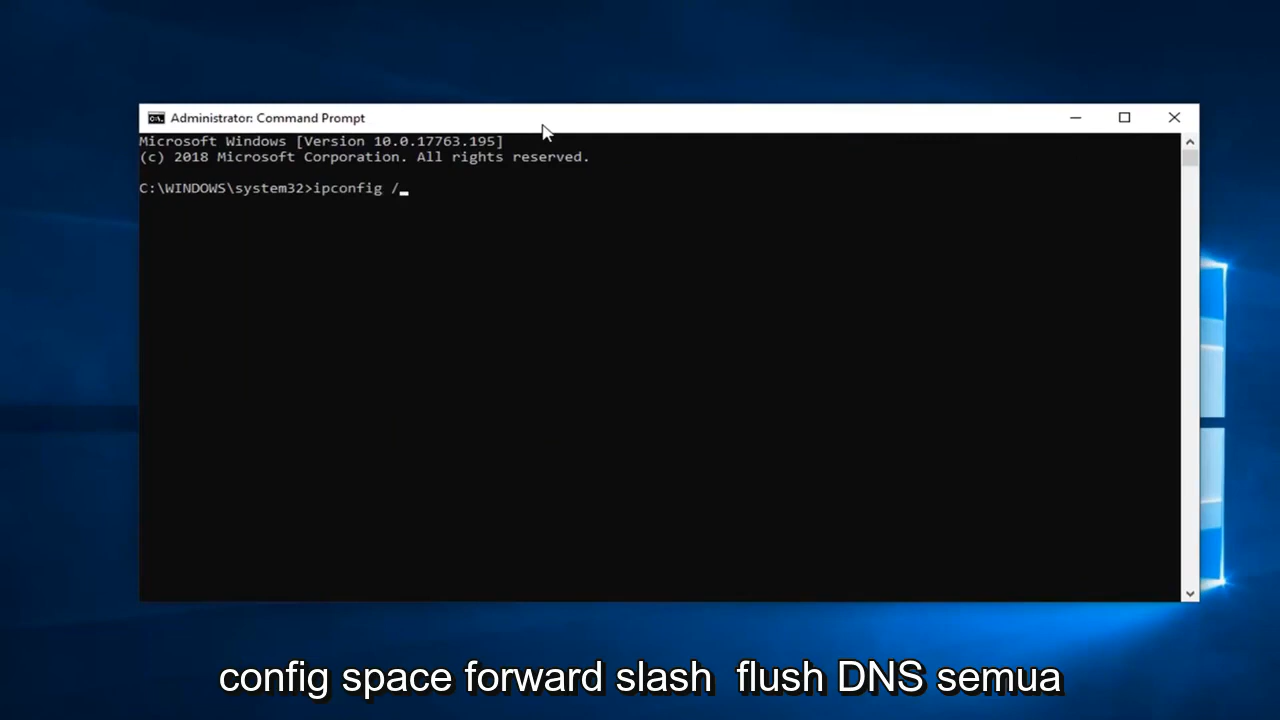 Administrator: Command Prompt
Microsoft Windows [Version 10.0.17763.195]
(c) 2018 Microsoft Corporation. All rights reserved.
C:\WINDOWS\system32>ipconfig /_
config space forward slash flush DNS semua